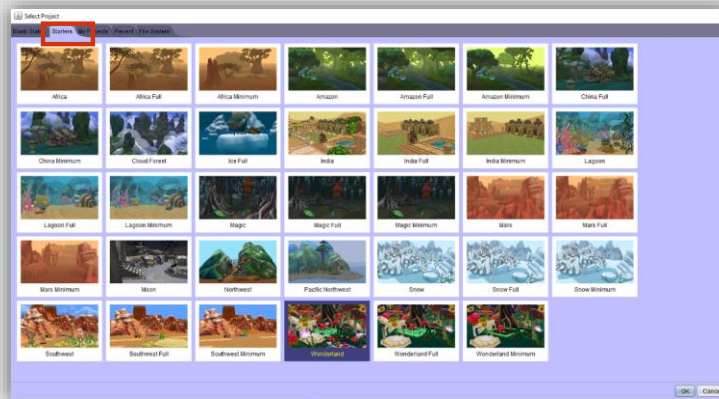 Select Project
Blank Slates Starters My Projects Recent File System
Africa Africa Full Africa Minimum Amazon Amazon Full Amazon Minimum China Full
China Minimum Cloud Forest Ice Full India India Full India Minimum Lagoon
Lagoon Full Lagoon Minimum Magic Magic Full Magic Minimum Mars Mars Full
Mars Minimum Moon Northwest Pacific Northwest Snow Snow Full Snow Minimum
Southwest Southwest Full Southwest Minimum Wonderland Wonderland Full Wonderland Minimum
OK